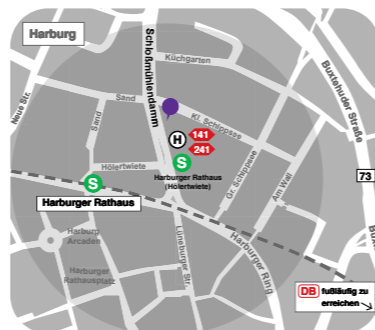 Harburg
Schloßmühlendamm
Küchgarten
Buxtehuder Straße
Neue Str.
Sand
Kl. Schippsee
Sand
H
141
241
S
Harburger Rathaus
(Hölertwiete)
Hölertwiete
Gr. Schippsee
Am Wall
73
S
Harburger Rathaus
Harburg
Arcaden
Lüneburger Str.
Harburger Ring
Harburger
Rathausplatz
DB fußläufig zu
erreichen